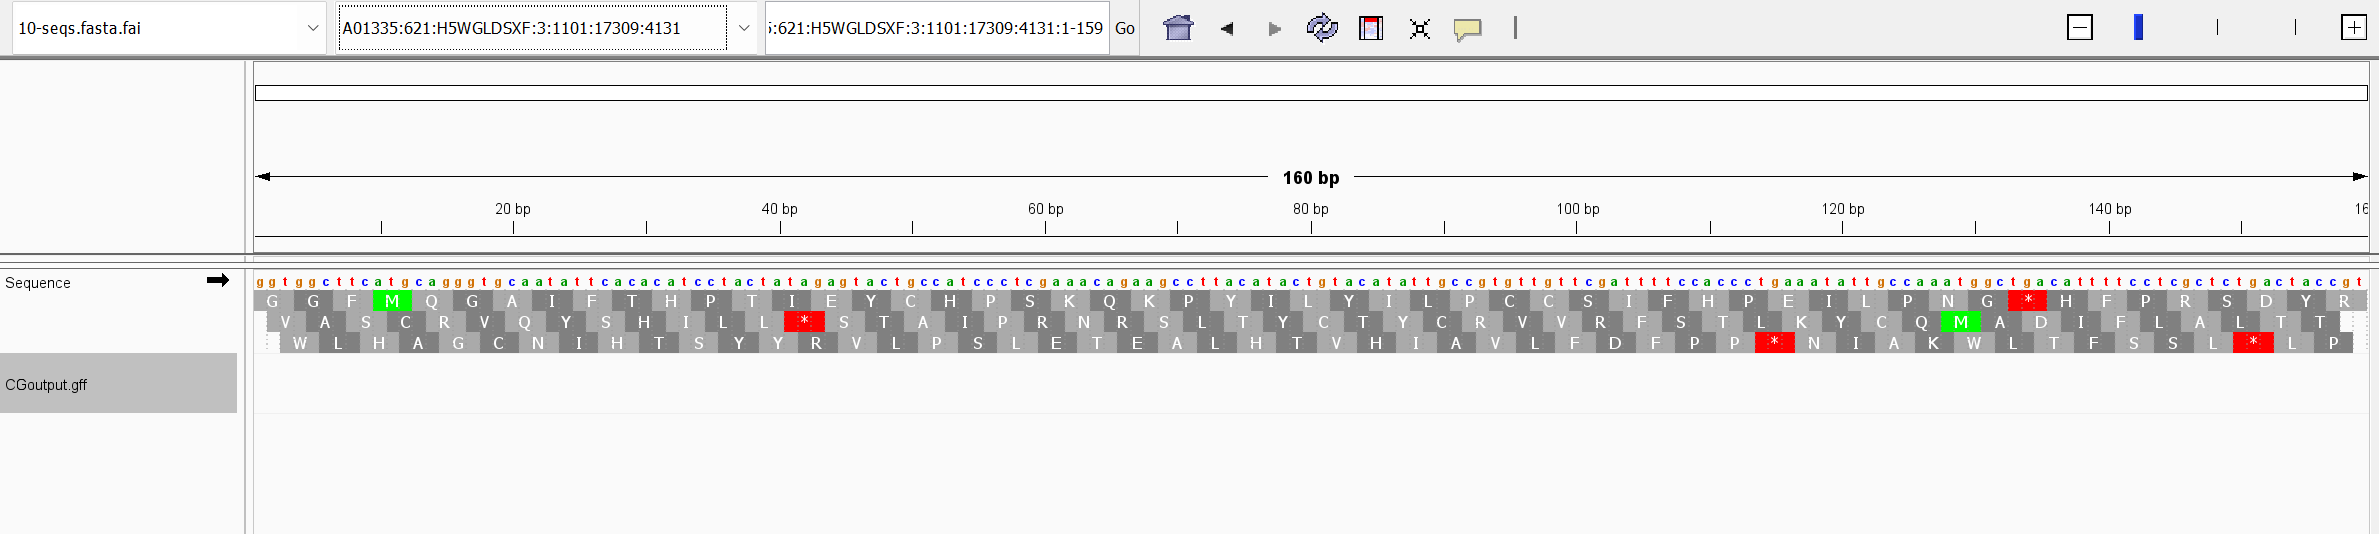 10-seqs.fasta.fai
A01335:621:H5WGLDSXF:3:1101:17309:4131
:621:H5WGLDSXF:3:1101:17309:4131:1-159
Go
160 bp
20 bp 40 bp 60 bp 80 bp 100 bp 120 bp 140 bp 16
Sequence
g g t g g c t t c a t g c a g g g t g c a a t a t t c a c a c a t c c t a c t a t a g a g t a c t g c c a t c c c t c g a a a c a g a a g c c t t a c a t a c t g t a c a t a t t g c c g t g t t g t t c g a t t t t c c a c c c t g a a a t a t t g c c a a a t g g c t g a c a t t t t c c t c g c t c t g a c t a c c g t
G G F M Q G A I F T H P T I E Y C H P S K Q K P Y I L Y I L P C C S I F H P E I L P N G * H F P R S D Y R
V A S C R V Q Y S H I L L * S T A I P R N R S L T Y C T Y C R V V R F S T L K Y C Q M A D I F L A L T T
W L H A G C N I H T S Y Y R V L P S L E T E A L H T V H I A V L F D F P P * N I A K W L T F S S L * L P
CGoutput.gff